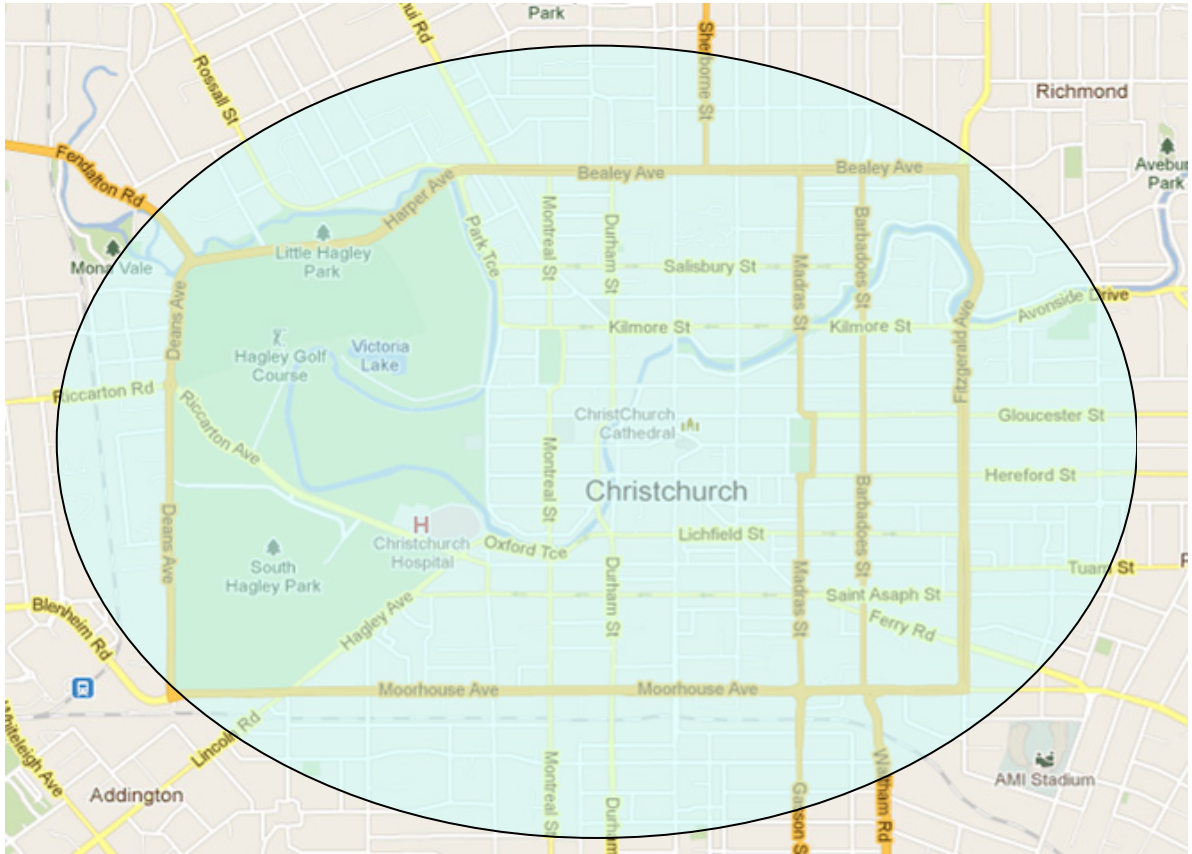 Park
ui Rd
Sherborne St
Rossall St
Richmond
Fendalton Rd
Bealey Ave
Bealey Ave
Park
Harper Ave
Mona Vale
Little Hagley
Park
Park Tce
Montreal St
Durham St
Salisbury St
Madras St
Barbadoes St
Avonside Drive
Deans Ave
Kilmore St
Kilmore St
Fitzgerald Ave
Hagley Golf
Course
Victoria
Lake
Riccarton Rd
Riccarton Ave
ChristChurch
Cathedral
Gloucester St
Montreal St
Hereford St
Christchurch
Barbadoes St
Deans Ave
H
Christchurch
Hospital
Oxford Tce
Lichfield St
South
Hagley Park
Durham St
Madras St
Tuam St
Saint Asaph St
Hagley Ave
Ferry Rd
Blenheim Rd
Moorhouse Ave
Moorhouse Ave
Lincoln Rd
Whiteleigh Ave
Montreal St
Durham
AMI Stadium
Addington